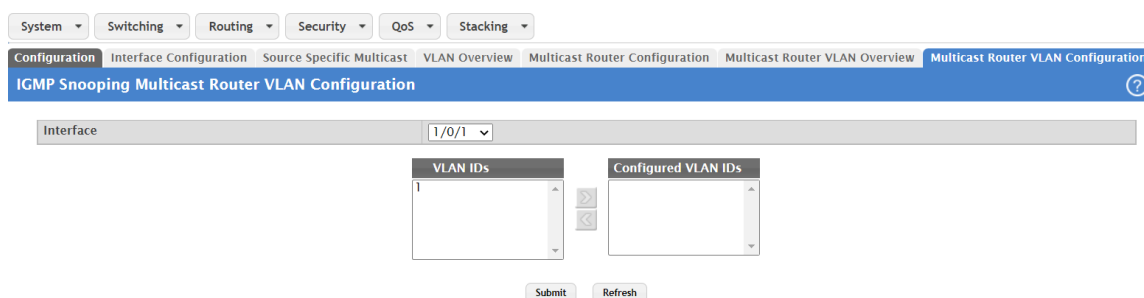 System Switching Routing Security QoS Stacking
Configuration Interface Configuration Source Specific Multicast VLAN Overview Multicast Router Configuration Multicast Router VLAN Overview Multicast Router VLAN Configuration
IGMP Snooping Multicast Router VLAN Configuration ?
Interface 1/0/1
VLAN IDs Configured VLAN IDs
1
Submit Refresh